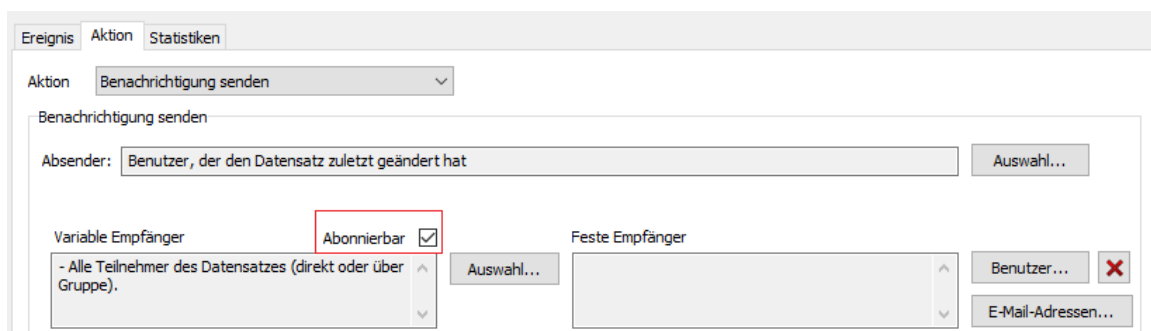 Ereignis Aktion Statistiken
Aktion Benachrichtigung senden
Benachrichtigung senden
Absender: Benutzer, der den Datensatz zuletzt geändert hat Auswahl...
Variable Empfänger Abonnierbar Feste Empfänger
- Alle Teilnehmer des Datensatzes (direkt oder über Auswahl... Benutzer...
Gruppe).
E-Mail-Adressen...